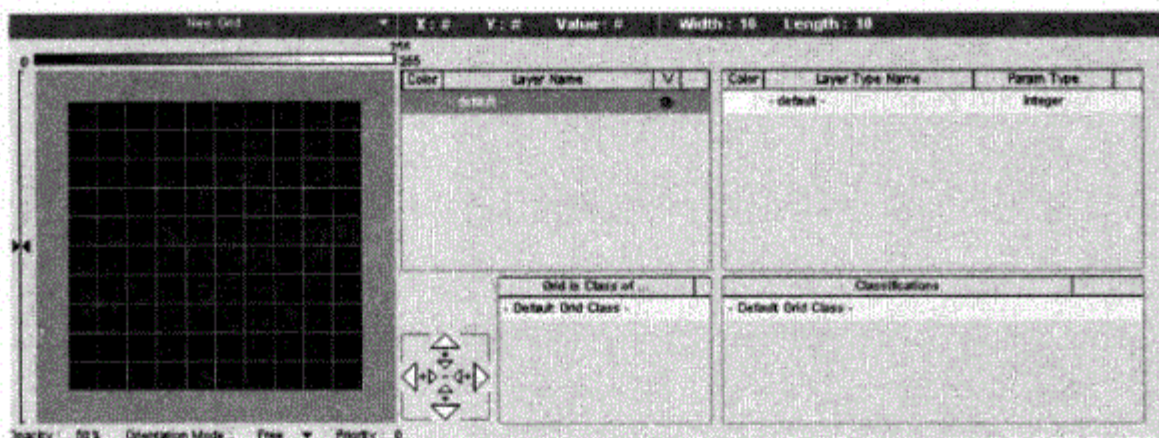 New Grid X : # Y : # Value : # Width : 10 Length : 10
0 255
255
Color Layer Name V
- default -
Color Layer Type Name Param Type
- default - Integer
Grid is Class of ...
- Default Grid Class -
Classifications
- Default Grid Class -
Opacity 50% Orientation Mode Free Priority 0